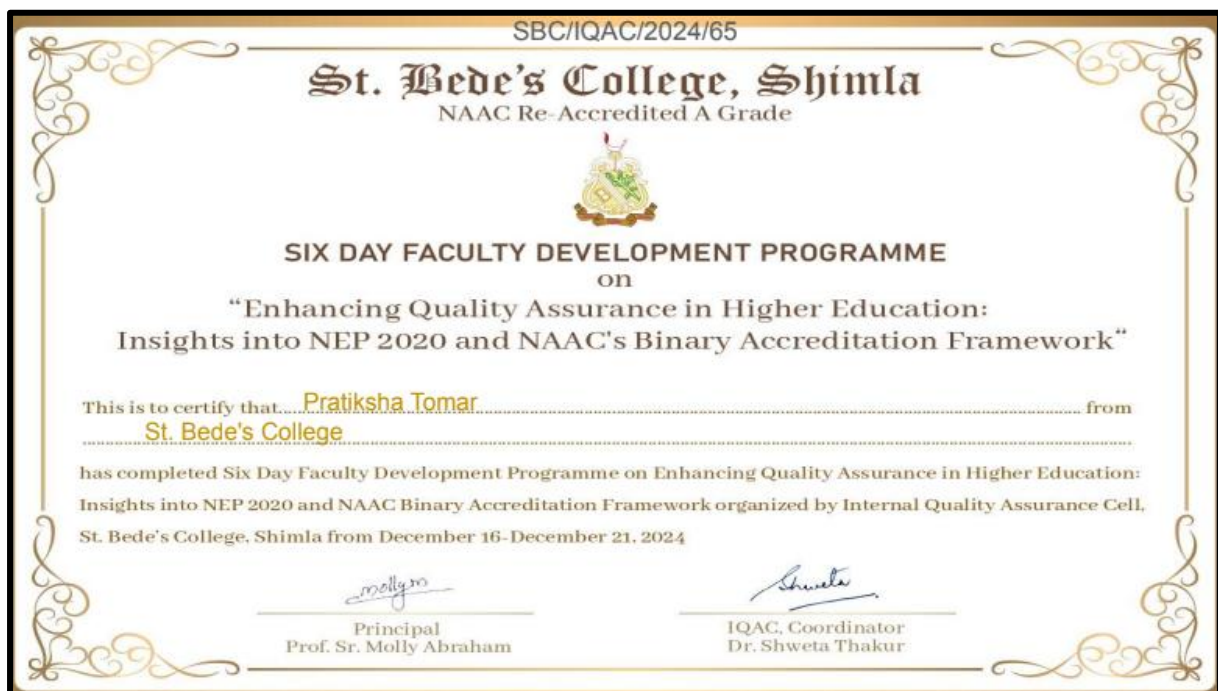 SBC/IQAC/2024/65
St. Bede's College, Shimla
NAAC Re-Accredited A Grade
SIX DAY FACULTY DEVELOPMENT PROGRAMME
on
“Enhancing Quality Assurance in Higher Education:
Insights into NEP 2020 and NAAC's Binary Accreditation Framework“
This is to certify that.... Pratiksha Tomar .... from
St. Bede's College
has completed Six Day Faculty Development Programme on Enhancing Quality Assurance in Higher Education:
Insights into NEP 2020 and NAAC Binary Accreditation Framework organized by Internal Quality Assurance Cell,
St. Bede's College, Shimla from December 16-December 21, 2024
mollym
Shweta
Principal
Prof. Sr. Molly Abraham
IQAC, Coordinator
Dr. Shweta Thakur